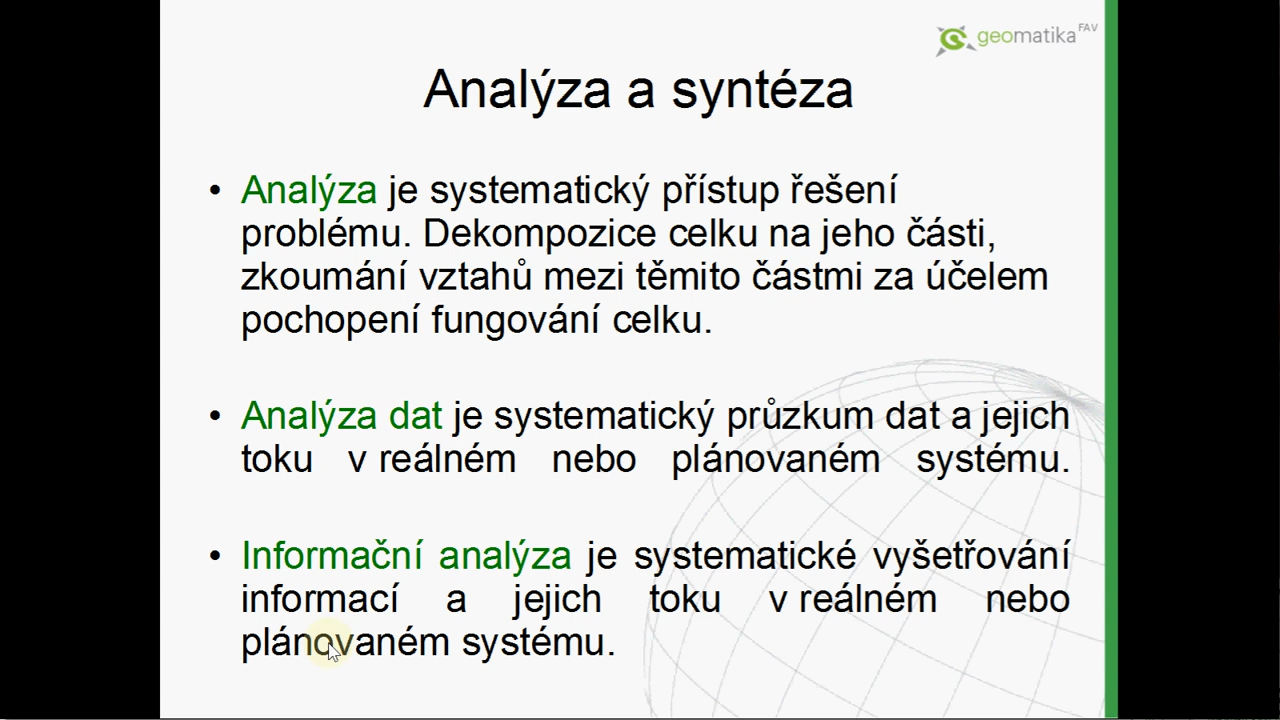 geomatika FAV
Analýza a syntéza
• Analýza je systematický přístup řešení
problému. Dekompozice celku na jeho části,
zkoumání vztahů mezi těmito částmi za účelem
pochopení fungování celku.
• Analýza dat je systematický průzkum dat a jejich
toku v reálném nebo plánovaném systému.
• Informační analýza je systematické vyšetřování
informací a jejich toku v reálném nebo
plánovaném systému.